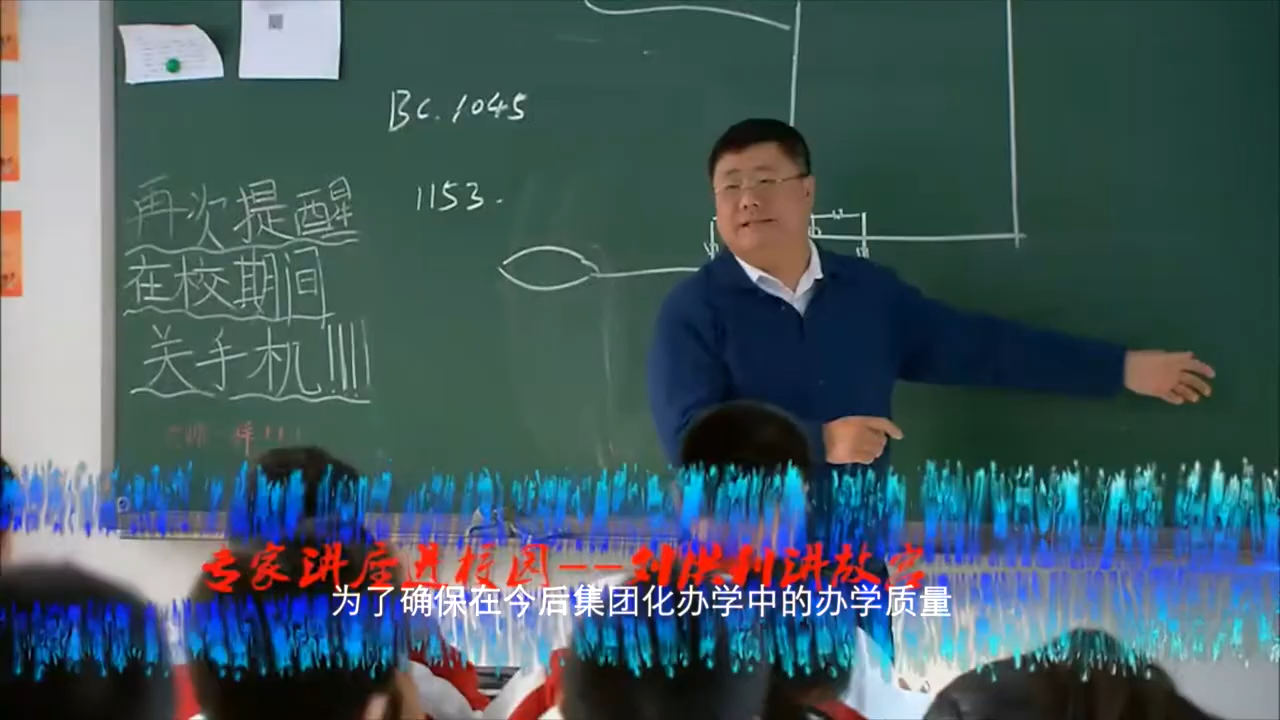 BC.1045
1153.
再次提醒
在校期间
关手机!!!!
专家讲座进校园——刘洪利讲故宫
为了确保在今后集团化办学中的办学质量